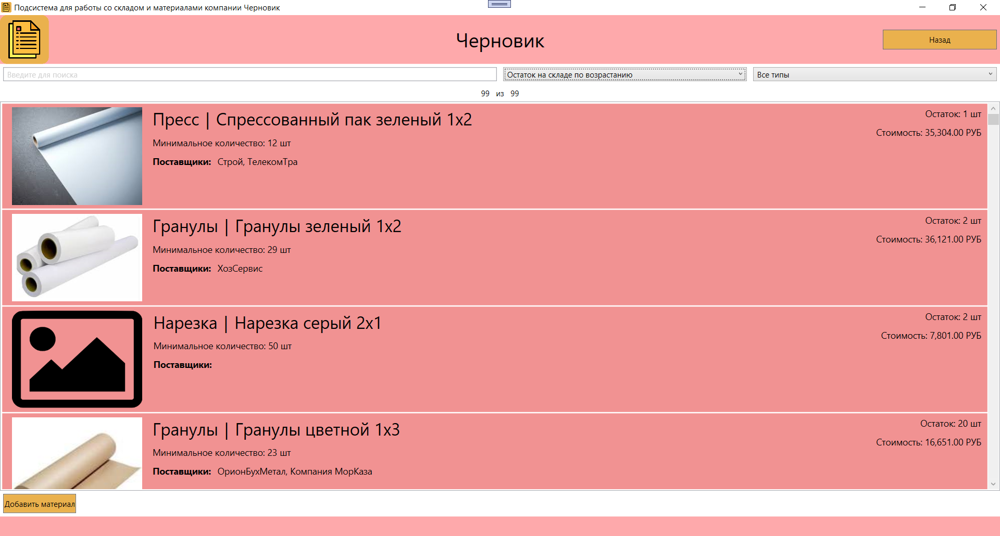 Подсистема для работы со складом и материалами компании Черновик
Черновик
Назад
Введите для поиска
Остаток на складе по возрастанию
Все типы
99 из 99
Пресс | Спрессованный пак зеленый 1x2
Остаток: 1 шт
Минимальное количество: 12 шт
Стоимость: 35,304.00 РУБ
Поставщики: Строй, ТелекомТра
Гранулы | Гранулы зеленый 1x2
Остаток: 2 шт
Минимальное количество: 29 шт
Стоимость: 36,121.00 РУБ
Поставщики: ХозСервис
Нарезка | Нарезка серый 2x1
Остаток: 2 шт
Минимальное количество: 50 шт
Стоимость: 7,801.00 РУБ
Поставщики:
Гранулы | Гранулы цветной 1x3
Остаток: 20 шт
Минимальное количество: 23 шт
Стоимость: 16,651.00 РУБ
Поставщики: ОрионБухМетал, Компания МорКаза
Добавить материал